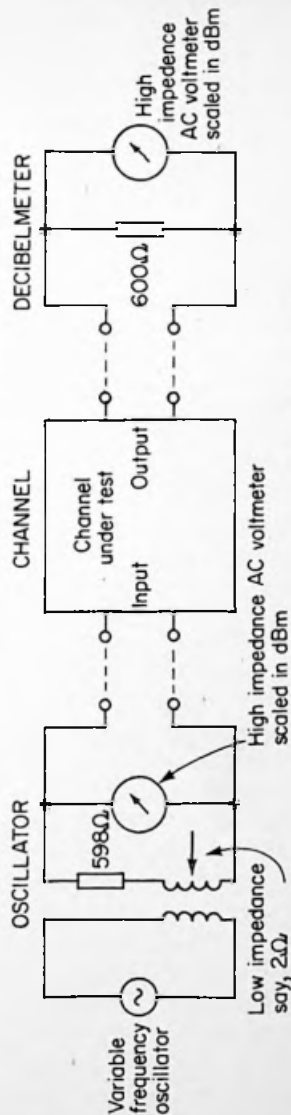 OSCILLATOR
CHANNEL
DECIBELMETER
Variable
frequency
oscillator
598Ω
Low impedance
say, 2Ω
High impedance AC voltmeter
scaled in dBm
Channel
under test
Input Output
600Ω
High
impedence
AC voltmeter
scaled in dBm